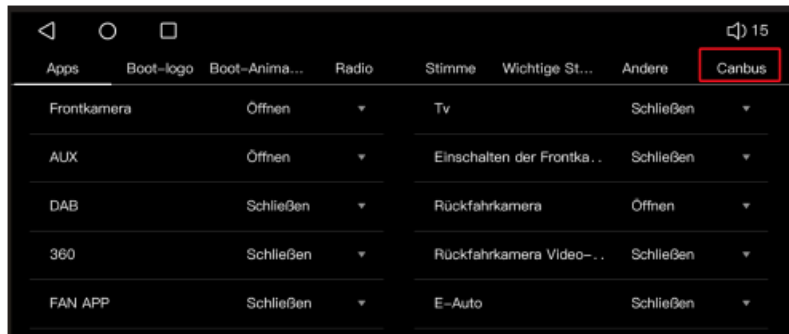 15
Apps Boot-logo Boot-Anima... Radio Stimme Wichtige St... Andere Canbus
Frontkamera Öffnen Tv Schließen
AUX Öffnen Einschalten der Frontka.. Schließen
DAB Schließen Rückfahrkamera Öffnen
360 Schließen Rückfahrkamera Video-.. Schließen
FAN APP Schließen E-Auto Schließen